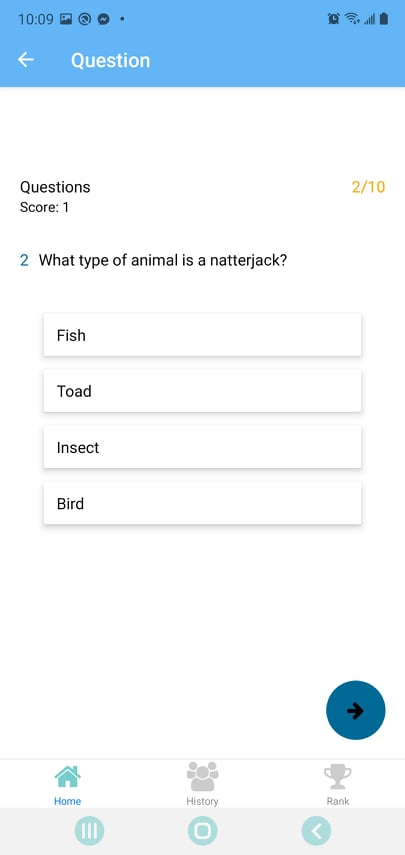 10:09
Question
Questions
2/10
Score: 1
2 What type of animal is a natterjack?
Fish
Toad
Insect
Bird
Home
History
Rank